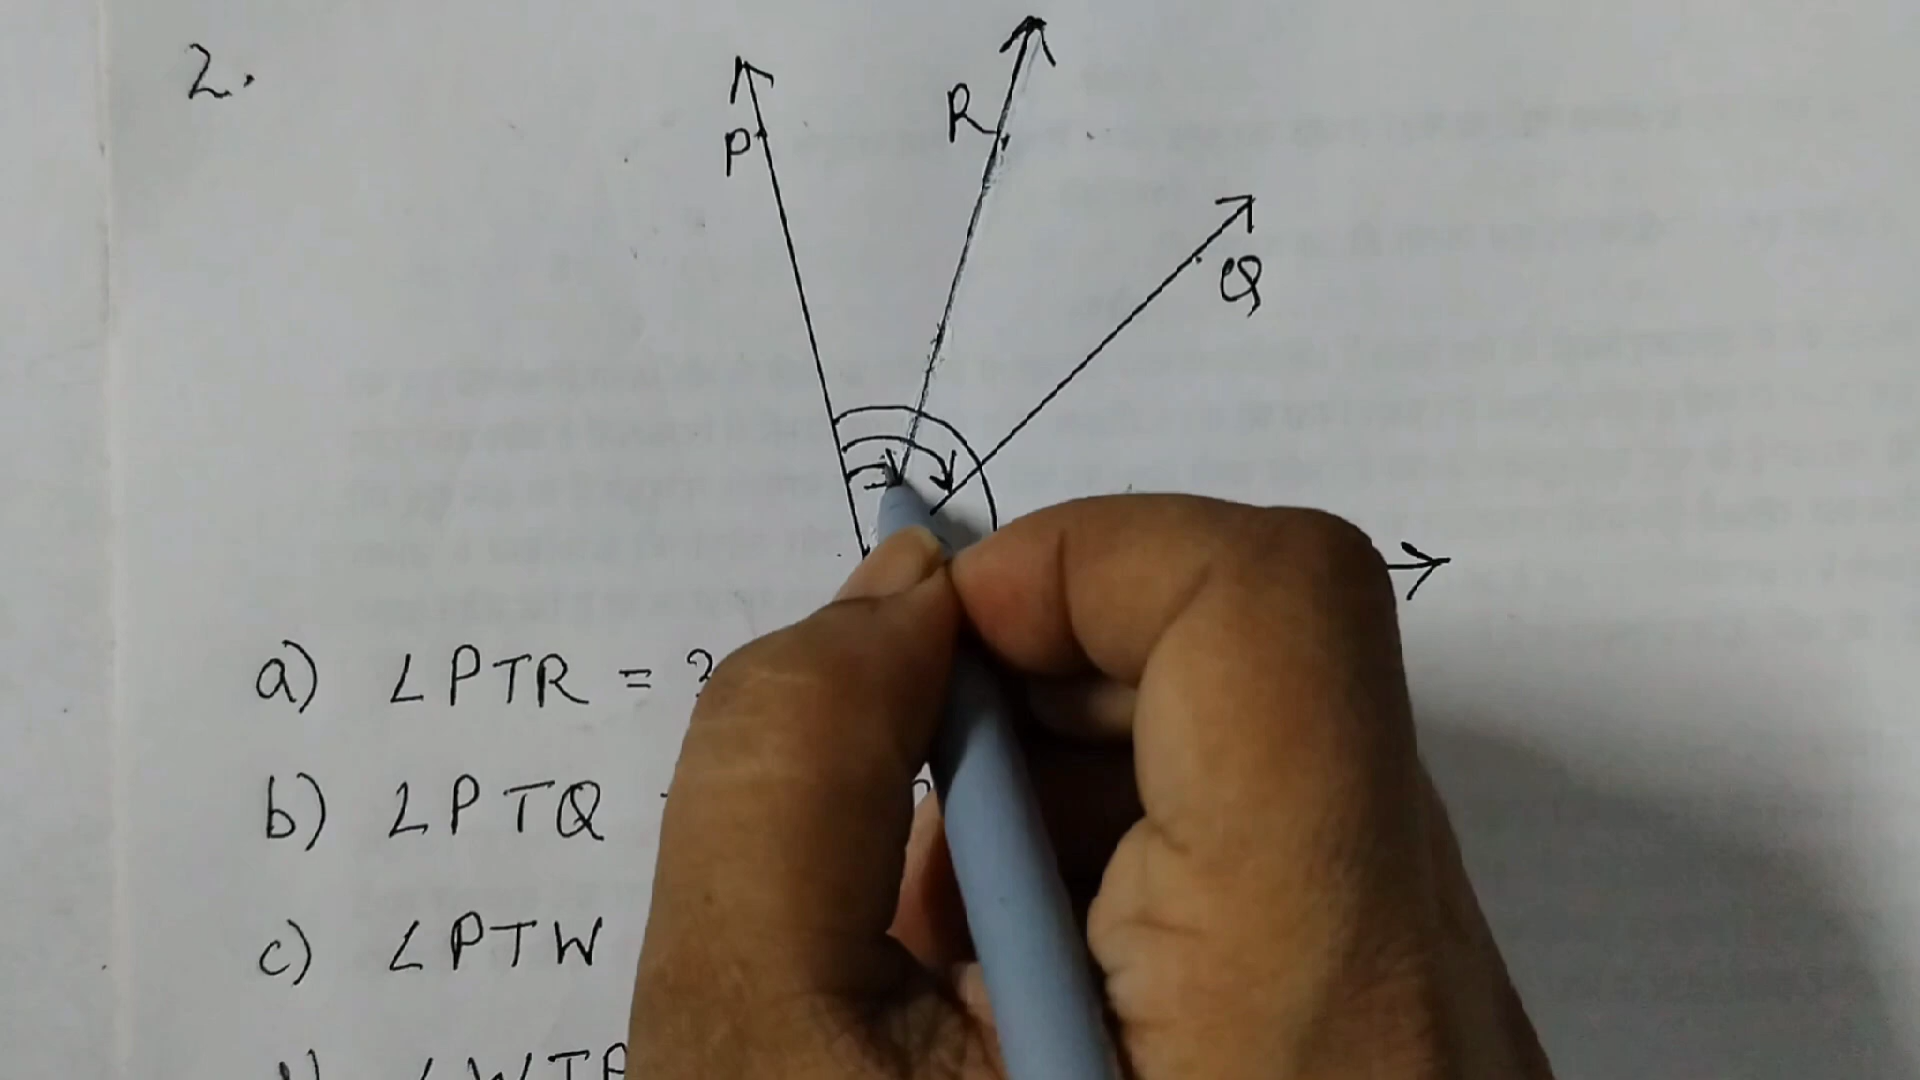 2.
R
P
Q
a) ∠PTR = ?
b) ∠PTQ
c) ∠PTW